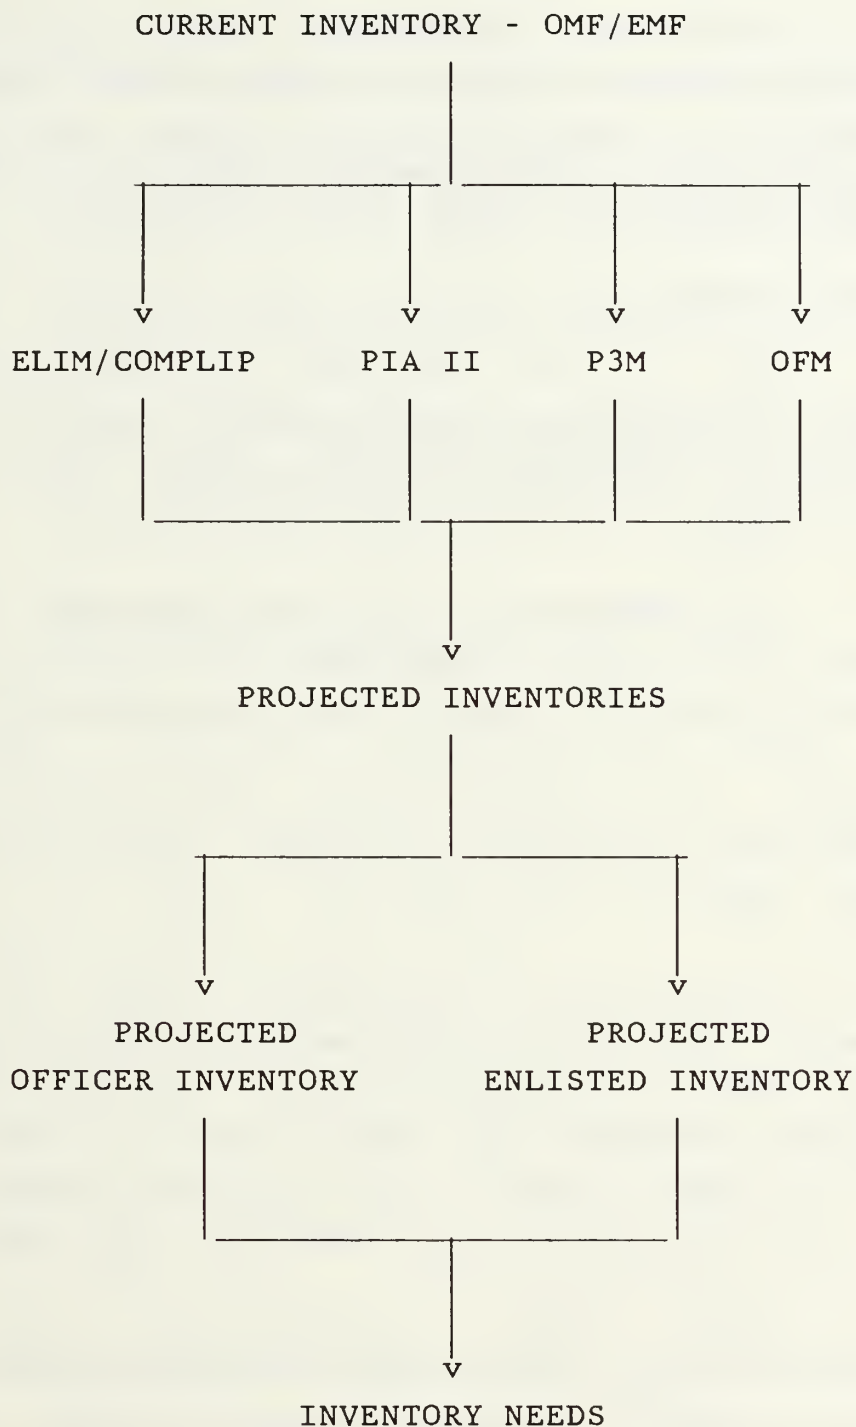 CURRENT INVENTORY - OMF/EMF
ELIM/COMPLIP PIA II P3M OFM
PROJECTED INVENTORIES
PROJECTED PROJECTED
OFFICER INVENTORY ENLISTED INVENTORY
INVENTORY NEEDS